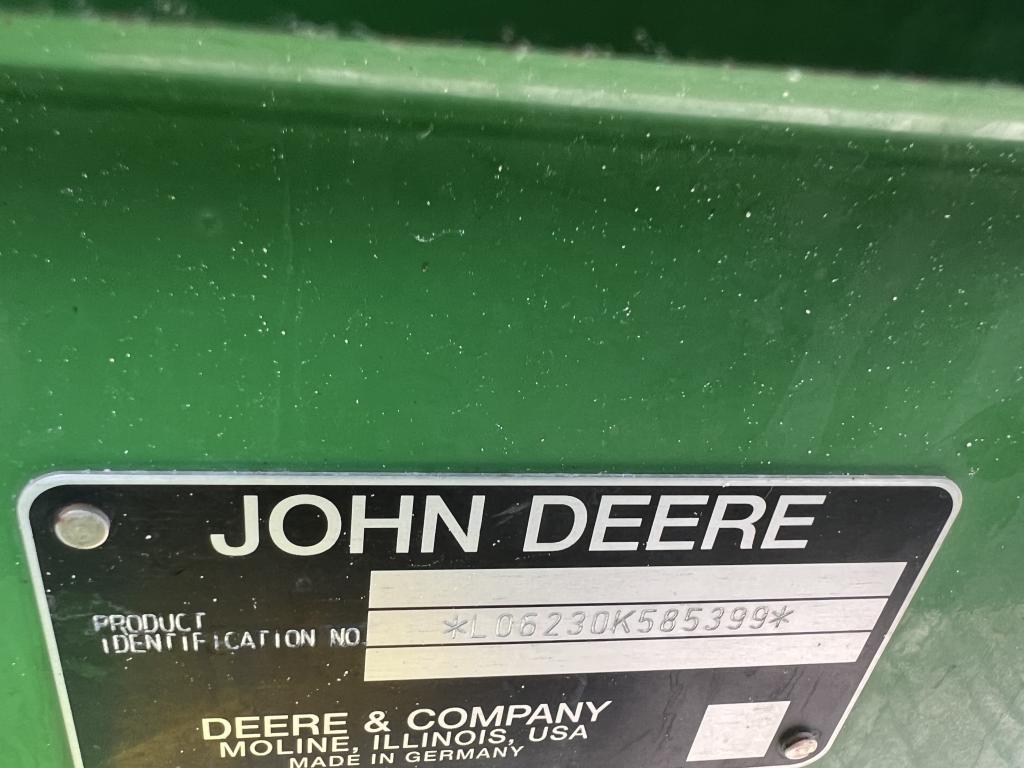 JOHN DEERE
PRODUCT
IDENTIFICATION NO.
*L06230K585399*
DEERE & COMPANY
MOLINE, ILLINOIS, USA
MADE IN GERMANY